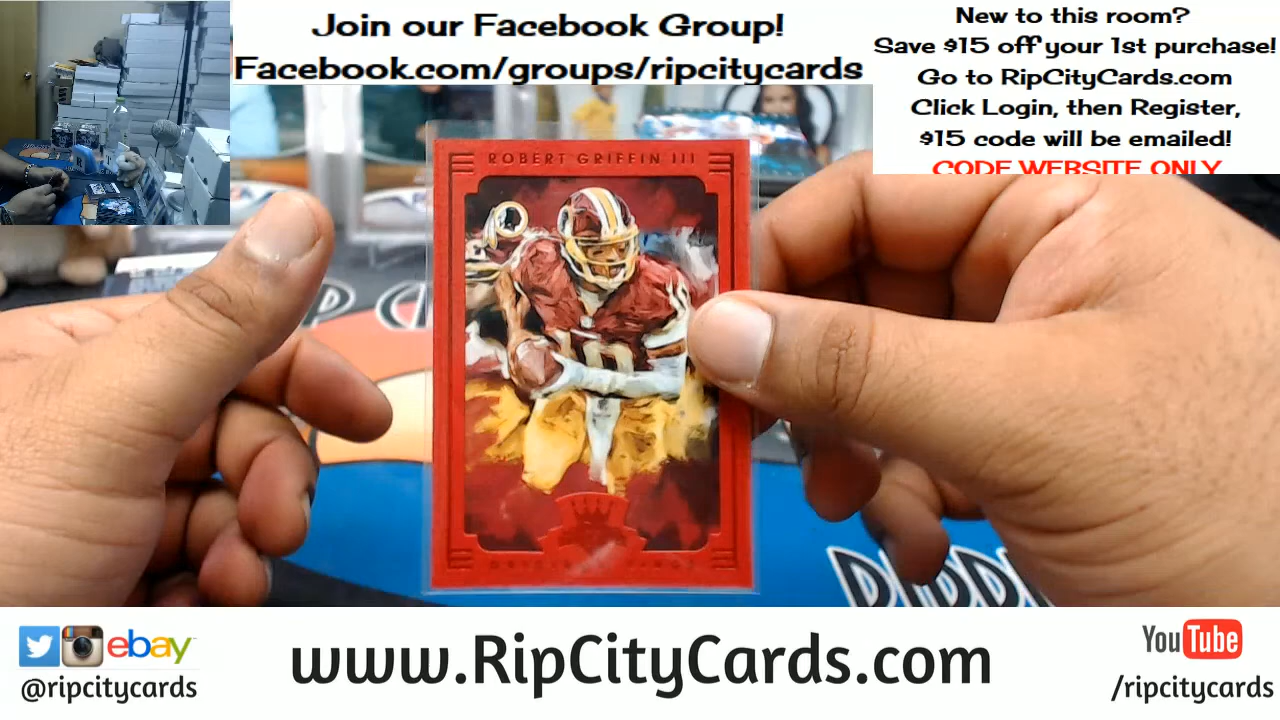 Join our Facebook Group!
Facebook.com/groups/ripcitycards
New to this room?
Save $15 off your 1st purchase!
Go to RipCityCards.com
Click Login, then Register,
$15 code will be emailed!
CODE WEBSITE ONLY
ROBERT GRIFFIN III
10
ebay
@ripcitycards
www.RipCityCards.com
YouTube
/ripcitycards